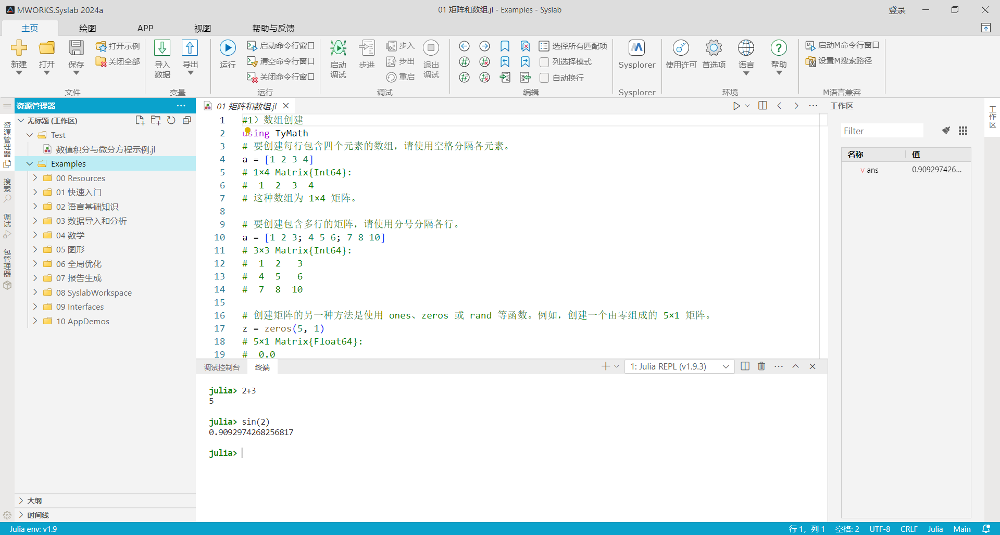 MWORKS.Syslab 2024a
01 矩阵和数组.jl - Examples - Syslab
登录
主页
绘图
APP
视图
帮助与反馈
新建
打开
保存
打开示例
关闭全部
文件
导入
数据
导出
变量
运行
启动命令行窗口
清空命令行窗口
关闭命令行窗口
运行
启动
调试
步进
步入
步出
重启
退出
调试
调试
选择所有匹配项
列选择模式
自动换行
编辑
Sysplorer
Sysplorer
使用许可
首选项
语言
帮助
环境
启动M命令行窗口
设置M搜索路径
M语言兼容
资源管理器
搜索
调试
包管理器
资源管理器
无标题 (工作区)
Test
数值积分与微分方程示例.jl
Examples
00 Resources
01 快速入门
02 语言基础知识
03 数据导入和分析
04 数学
05 图形
06 全局优化
07 报告生成
08 SyslabWorkspace
09 Interfaces
10 AppDemos
大纲
时间线
01 矩阵和数组.jl
1 #1）数组创建
2 using TyMath
3 # 要创建每行包含四个元素的数组，请使用空格分隔各元素。
4 a = [1 2 3 4]
5 # 1×4 Matrix{Int64}:
6 #  1  2  3  4
7 # 这种数组为 1×4 矩阵。
8
9 # 要创建包含多行的矩阵，请使用分号分隔各行。
10 a = [1 2 3; 4 5 6; 7 8 10]
11 # 3×3 Matrix{Int64}:
12 #  1  2   3
13 #  4  5   6
14 #  7  8  10
15
16 # 创建矩阵的另一种方法是使用 ones、zeros 或 rand 等函数。例如，创建一个由零组成的 5×1 矩阵。
17 z = zeros(5, 1)
18 # 5×1 Matrix{Float64}:
19 #  0.0
调试控制台
终端
1: Julia REPL (v1.9.3)
julia> 2+3
5
julia> sin(2)
0.9092974268256817
julia>
工作区
Filter
名称
值
ans
0.909297426...
工作区
Julia env: v1.9
行 1，列 1
空格: 2
UTF-8
CRLF
Julia
Main